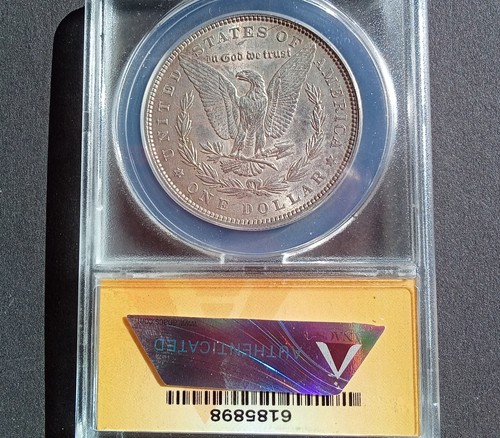 UNITED STATES OF AMERICA
In God we trust
ONE DOLLAR
AUTHENTICATED
6185898